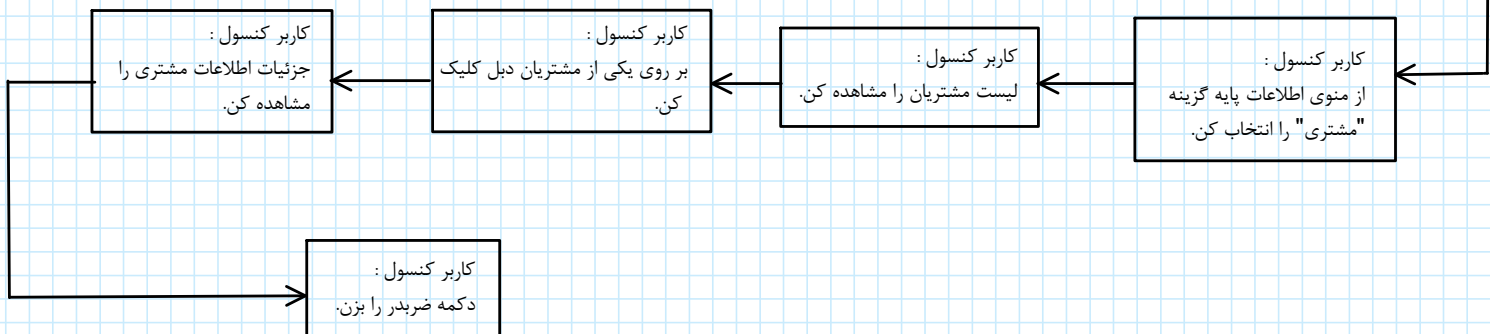 کاربر کنسول :
از منوی اطلاعات پایه گزینه
"مشتری" را انتخاب کن.
کاربر کنسول :
لیست مشتریان را مشاهده کن.
کاربر کنسول :
بر روی یکی از مشتریان دبل کلیک
کن.
کاربر کنسول :
جزئیات اطلاعات مشتری را
مشاهده کن.
کاربر کنسول :
دکمه ضربدر را بزن.